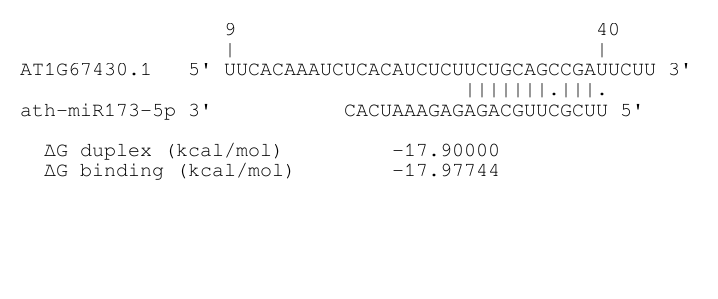 9 40
| |
AT1G67430.1 5' UUCACAAAUCUCACAUCUCUUCUGCAGCCGAUUCUU 3'
|||||||.|||.
ath-miR173-5p 3' CACUAAAGAGAGACGUUCGCUU 5'
ΔG duplex (kcal/mol) -17.90000
ΔG binding (kcal/mol) -17.97744